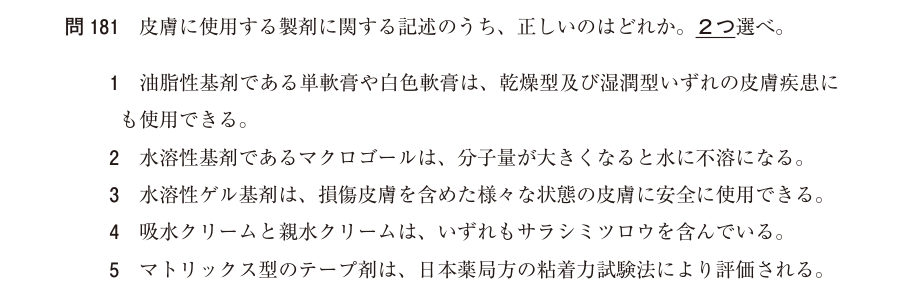 問 181　皮膚に使用する製剤に関する記述のうち、正しいのはどれか。２つ選べ。
1　油脂性基剤である単軟膏や白色軟膏は、乾燥型及び湿潤型いずれの皮膚疾患に
も使用できる。
2　水溶性基剤であるマクロゴールは、分子量が大きくなると水に不溶になる。
3　水溶性ゲル基剤は、損傷皮膚を含めた様々な状態の皮膚に安全に使用できる。
4　吸水クリームと親水クリームは、いずれもサラシミツロウを含んでいる。
5　マトリックス型のテープ剤は、日本薬局方の粘着力試験法により評価される。